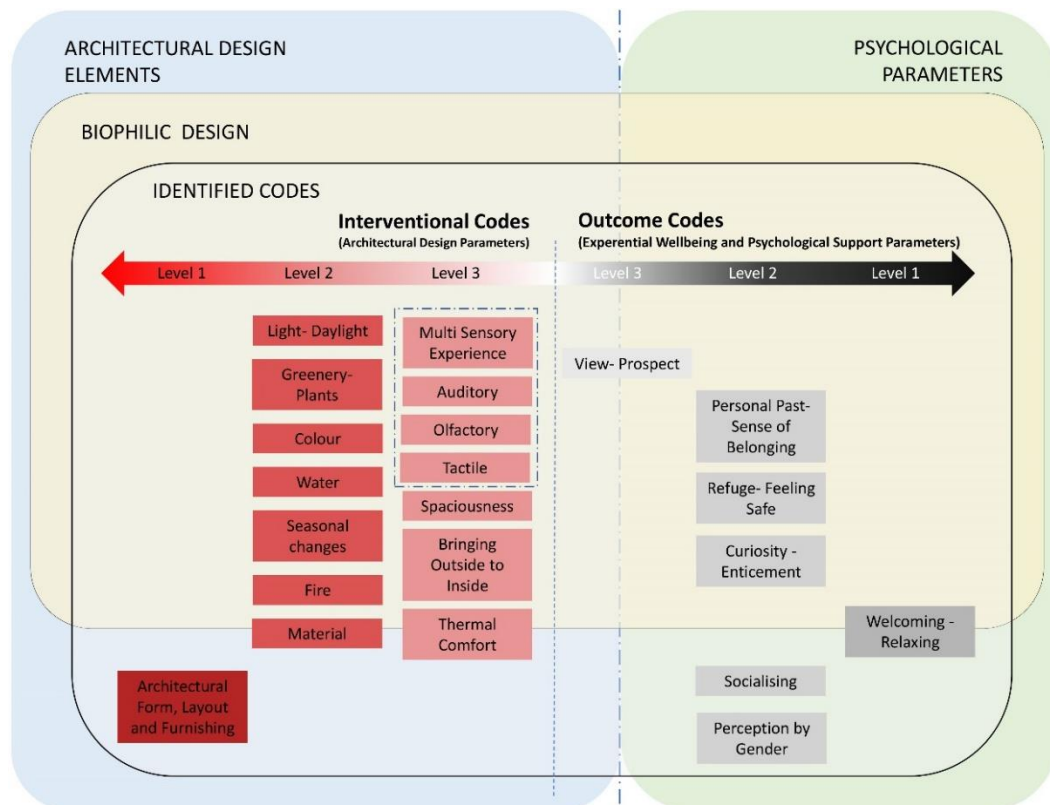 ARCHITECTURAL DESIGN
ELEMENTS
PSYCHOLOGICAL
PARAMETERS
BIOPHILIC DESIGN
IDENTIFIED CODES
Interventional Codes
(Architectural Design Parameters)
Outcome Codes
(Experential Wellbeing and Psychological Support Parameters)
Level 1
Level 2
Level 3
Level 3
Level 2
Level 1
Light- Daylight
Greenery-
Plants
Colour
Water
Seasonal
changes
Fire
Material
Architectural
Form, Layout
and Furnishing
Multi Sensory
Experience
Auditory
Olfactory
Tactile
Spaciousness
Bringing
Outside to
Inside
Thermal
Comfort
View- Prospect
Personal Past-
Sense of
Belonging
Refuge- Feeling
Safe
Curiosity -
Enticement
Welcoming -
Relaxing
Socialising
Perception by
Gender